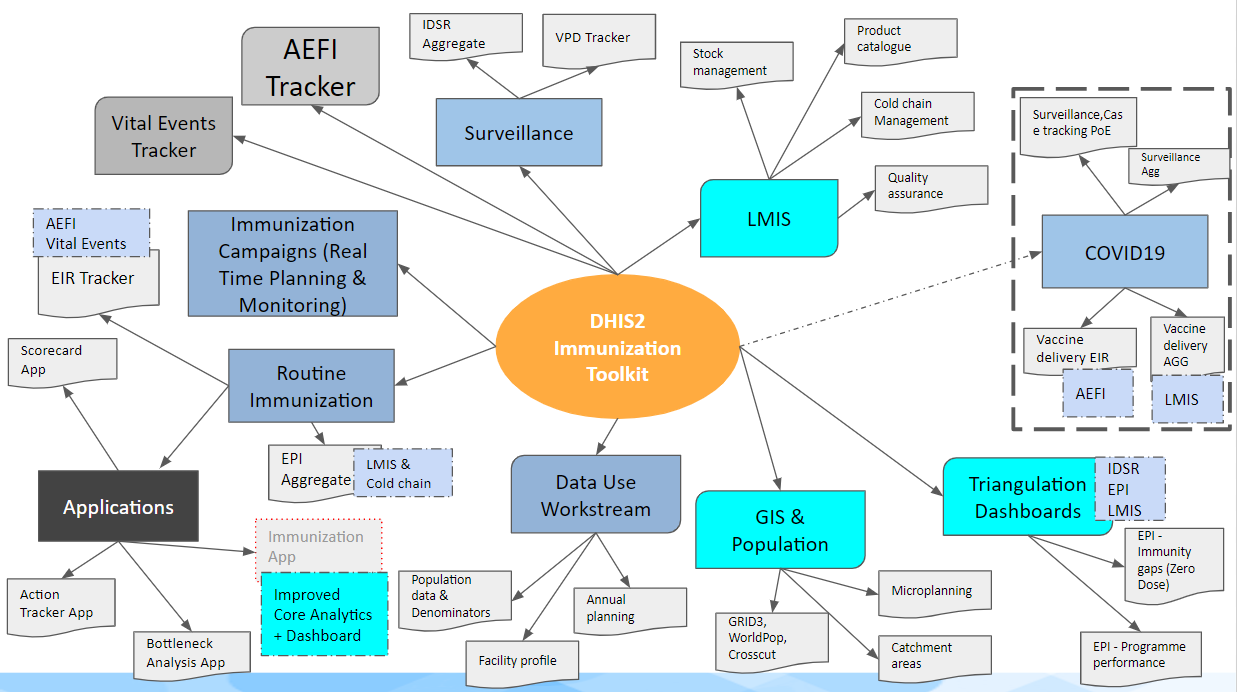 AEFI
Tracker
IDSR
Aggregate
VPD Tracker
Surveillance
Vital Events
Tracker
Stock
management
Product
catalogue
Cold chain
Management
Quality
assurance
LMIS
Surveillance,Cas
e tracking PoE
Surveillance
Agg
COVID19
Vaccine
delivery EIR
AEFI
Vaccine
delivery
AGG
LMIS
AEFI
Vital Events
EIR Tracker
Immunization
Campaigns (Real
Time Planning &
Monitoring)
DHIS2
Immunization
Toolkit
Scorecard
App
Routine
Immunization
EPI
Aggregate
LMIS &
Cold chain
Applications
Immunization
App
Improved
Core Analytics
+ Dashboard
Action
Tracker App
Bottleneck
Analysis App
Data Use
Workstream
Population
data &
Denominators
Facility profile
Annual
planning
GIS &
Population
GRID3,
WorldPop,
Crosscut
Microplanning
Catchment
areas
Triangulation
Dashboards
IDSR
EPI
LMIS
EPI -
Immunity
gaps (Zero
Dose)
EPI - Programme
performance